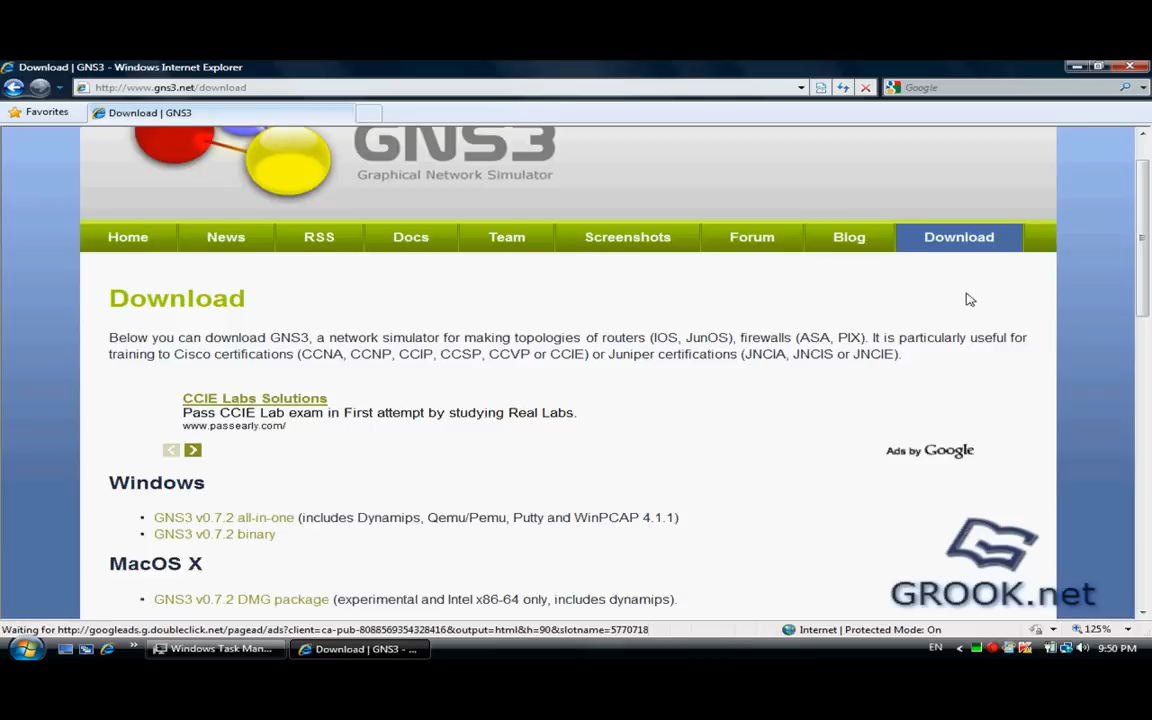 Download | GNS3 - Windows Internet Explorer
http://www.gns3.net/download
Google
Favorites
Download | GNS3
GNS3
Graphical Network Simulator
Home
News
RSS
Docs
Team
Screenshots
Forum
Blog
Download
Download
Below you can download GNS3, a network simulator for making topologies of routers (IOS, JunOS), firewalls (ASA, PIX). It is particularly useful for
training to Cisco certifications (CCNA, CCNP, CCIP, CCSP, CCVP or CCIE) or Juniper certifications (JNCIA, JNCIS or JNCIE).
CCIE Labs Solutions
Pass CCIE Lab exam in First attempt by studying Real Labs.
www.passearly.com/
Ads by Google
Windows
• GNS3 v0.7.2 all-in-one (includes Dynamips, Qemu/Pemu, Putty and WinPCAP 4.1.1)
• GNS3 v0.7.2 binary
MacOS X
• GNS3 v0.7.2 DMG package (experimental and Intel x86-64 only, includes dynamips).
GROOK.net
Waiting for http://googleads.g.doubleclick.net/pagead/ads?client=ca-pub-8088569354328416&output=html&h=90&slotname=5770718
Internet | Protected Mode: On
125%
Windows Task Man...
Download | GNS3 - ...
EN
9:50 PM